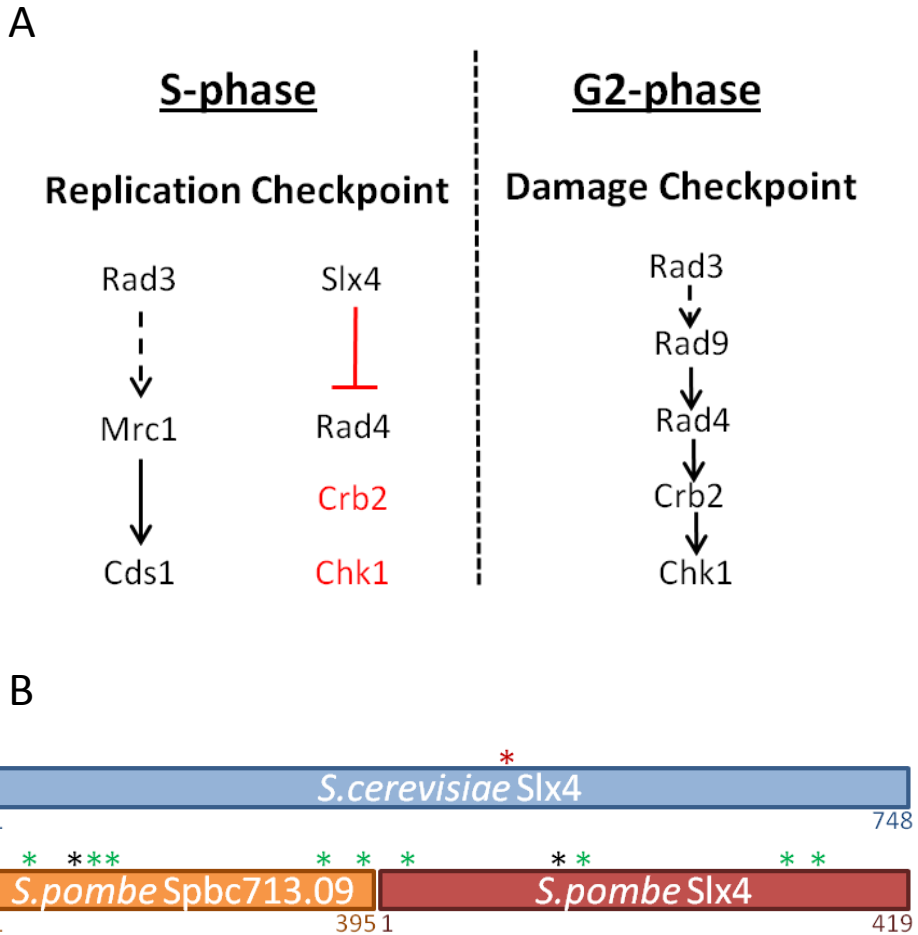 A
S-phase
G2-phase
Replication Checkpoint
Damage Checkpoint
Rad3
Slx4
Rad3
Rad9
Mrc1
Rad4
Rad4
Crb2
Crb2
Cds1
Chk1
Chk1
B
*
S.cerevisiae Slx4
748
* * * * * * * * * * *
S.pombe Spbc713.09
S.pombe Slx4
395 1
419